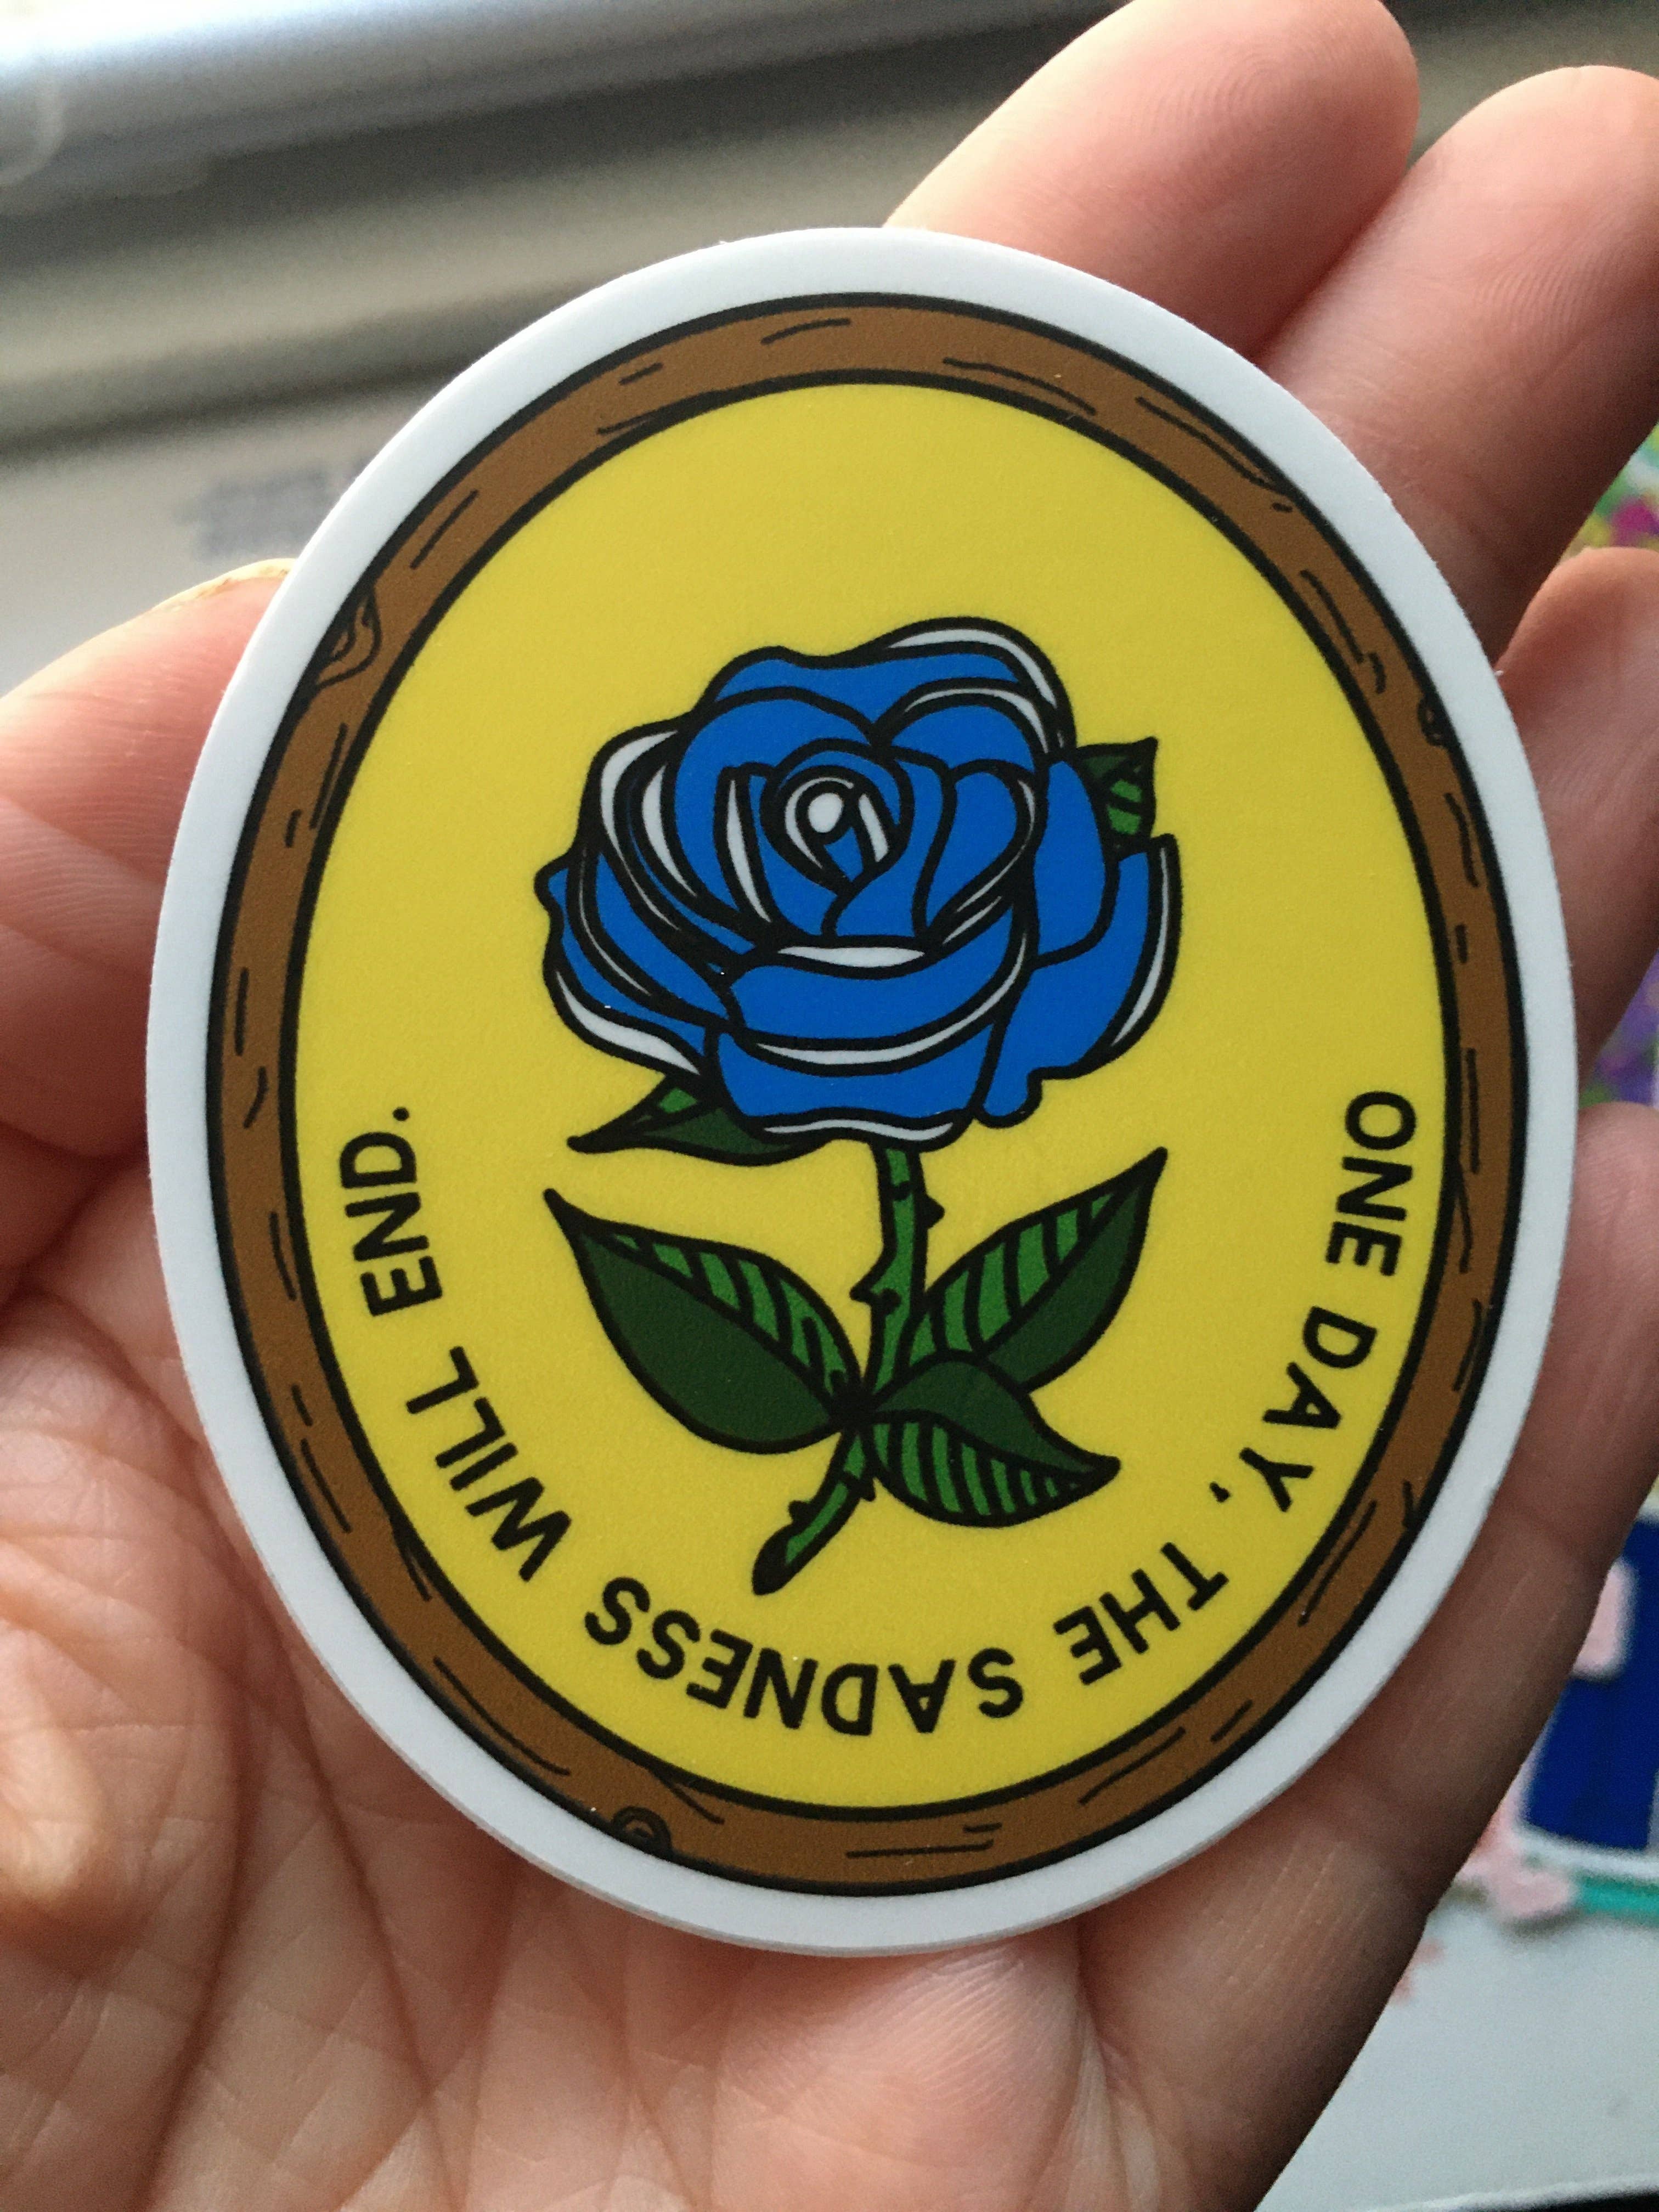 ONE DAY, THE SADNESS WILL END.